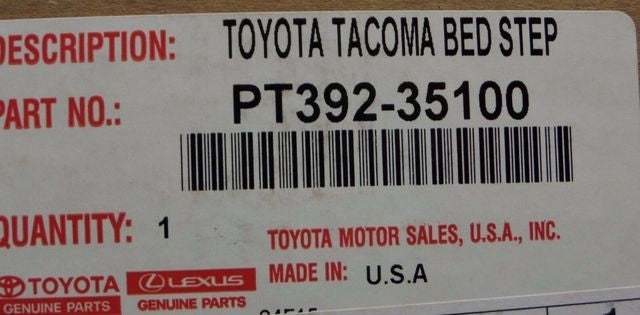 DESCRIPTION: TOYOTA TACOMA BED STEP
PART NO.: PT392-35100
QUANTITY: 1
TOYOTA MOTOR SALES, U.S.A., INC.
MADE IN: U.S.A
TOYOTA LEXUS
GENUINE PARTS GENUINE PARTS